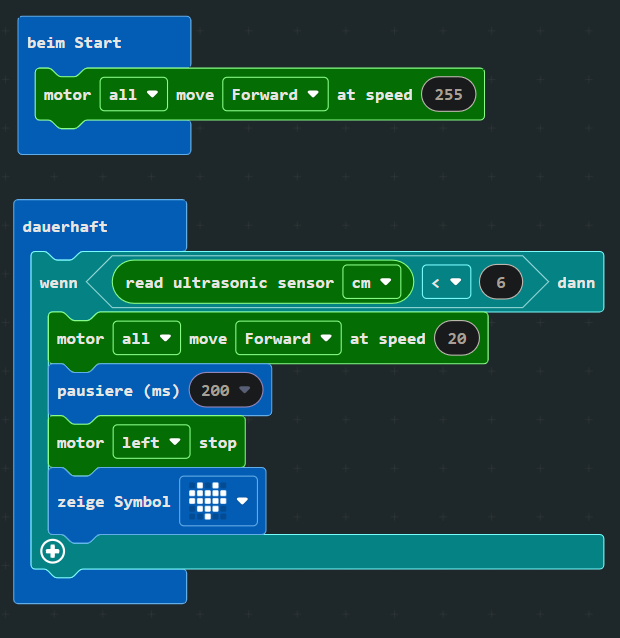 beim Start
motor all move Forward at speed 255
dauerhaft
wenn read ultrasonic sensor cm < 6 dann
motor all move Forward at speed 20
pausiere (ms) 200
motor left stop
zeige Symbol